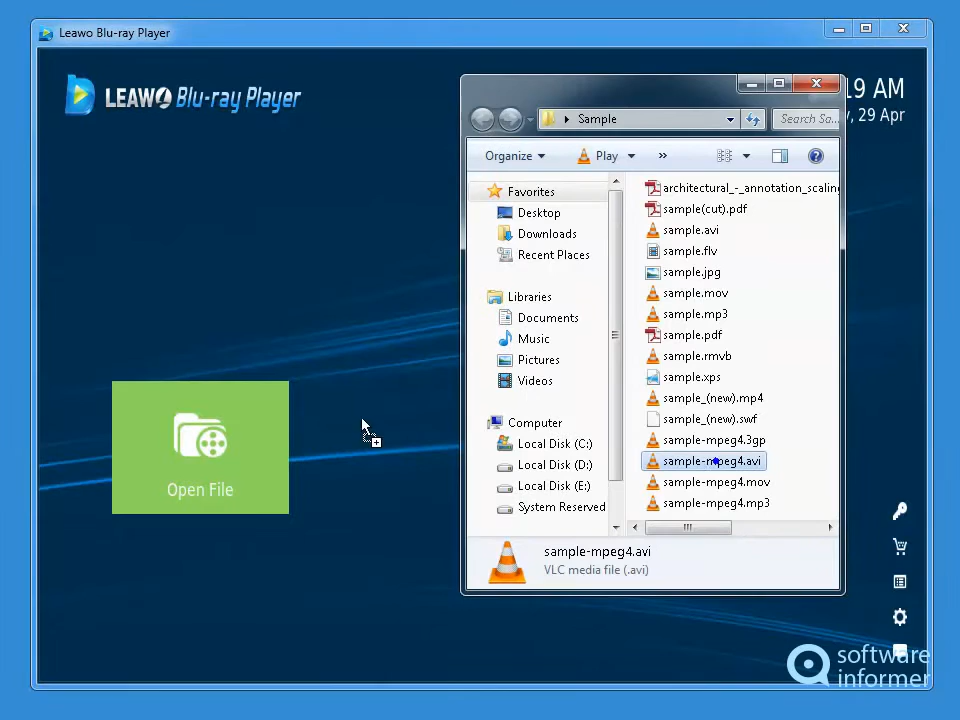 Leawo Blu-ray Player
LEAWO Blu-ray Player
19 AM
y, 29 Apr
Sample
Search Sa...
Organize
Play
»
Favorites
Desktop
Downloads
Recent Places
Libraries
Documents
Music
Pictures
Videos
Computer
Local Disk (C:)
Local Disk (D:)
Local Disk (E:)
System Reserved
architectural_-_annotation_scaling
sample(cut).pdf
sample.avi
sample.flv
sample.jpg
sample.mov
sample.mp3
sample.pdf
sample.rmvb
sample.xps
sample_(new).mp4
sample_(new).swf
sample-mpeg4.3gp
sample-mpeg4.avi
sample-mpeg4.mov
sample-mpeg4.mp3
sample-mpeg4.avi
VLC media file (.avi)
Open File
software
informer